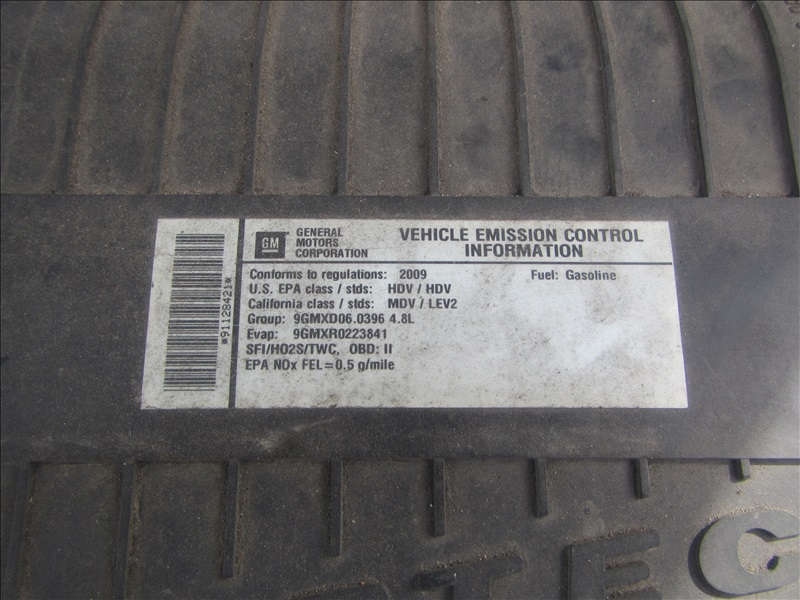 GM
GENERAL
MOTORS
CORPORATION
VEHICLE EMISSION CONTROL
INFORMATION
Conforms to regulations: 2009
Fuel: Gasoline
U.S. EPA class / stds: HDV / HDV
California class / stds: MDV / LEV2
Group: 9GMXD06.0396 4.8L
Evap: 9GMXR0223841
SFI/HO2S/TWC, OBD: II
EPA NOx FEL=0.5 g/mile
*91128421*
TEC